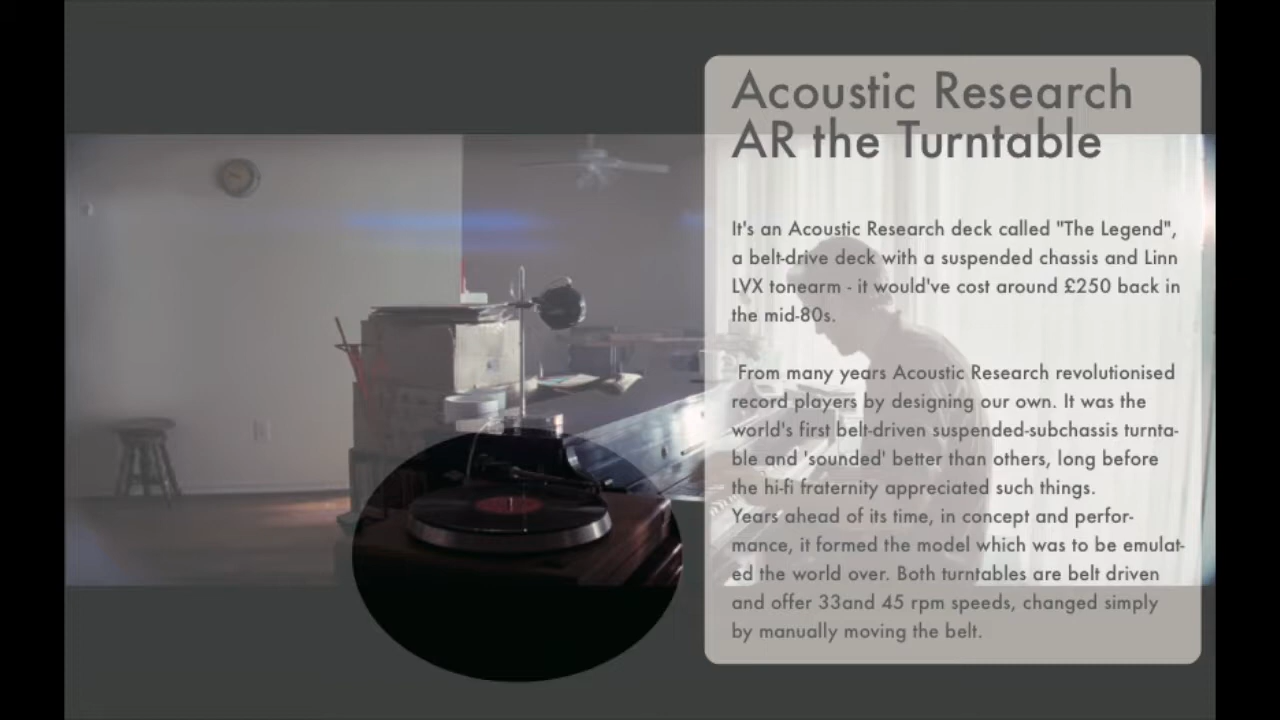 Acoustic Research
AR the Turntable
It's an Acoustic Research deck called "The Legend",
a belt-drive deck with a suspended chassis and Linn
LVX tonearm - it would've cost around £250 back in
the mid-80s.
From many years Acoustic Research revolutionised
record players by designing our own. It was the
world's first belt-driven suspended-subchassis turnta-
ble and 'sounded' better than others, long before
the hi-fi fraternity appreciated such things.
Years ahead of its time, in concept and perfor-
mance, it formed the model which was to be emulat-
ed the world over. Both turntables are belt driven
and offer 33and 45 rpm speeds, changed simply
by manually moving the belt.